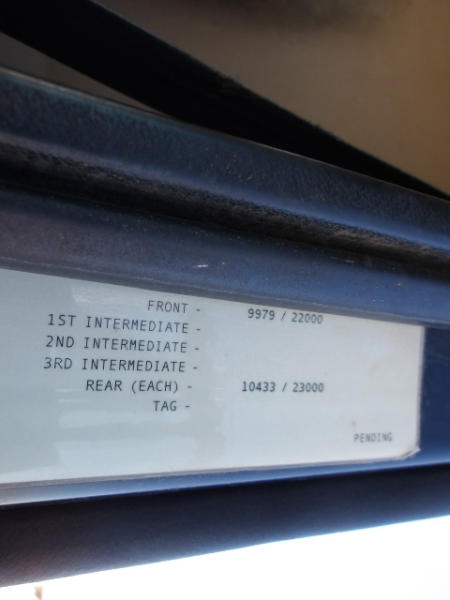 FRONT - 9979 / 22000
1ST INTERMEDIATE -
2ND INTERMEDIATE -
3RD INTERMEDIATE -
REAR (EACH) - 10433 / 23000
TAG -
PENDING